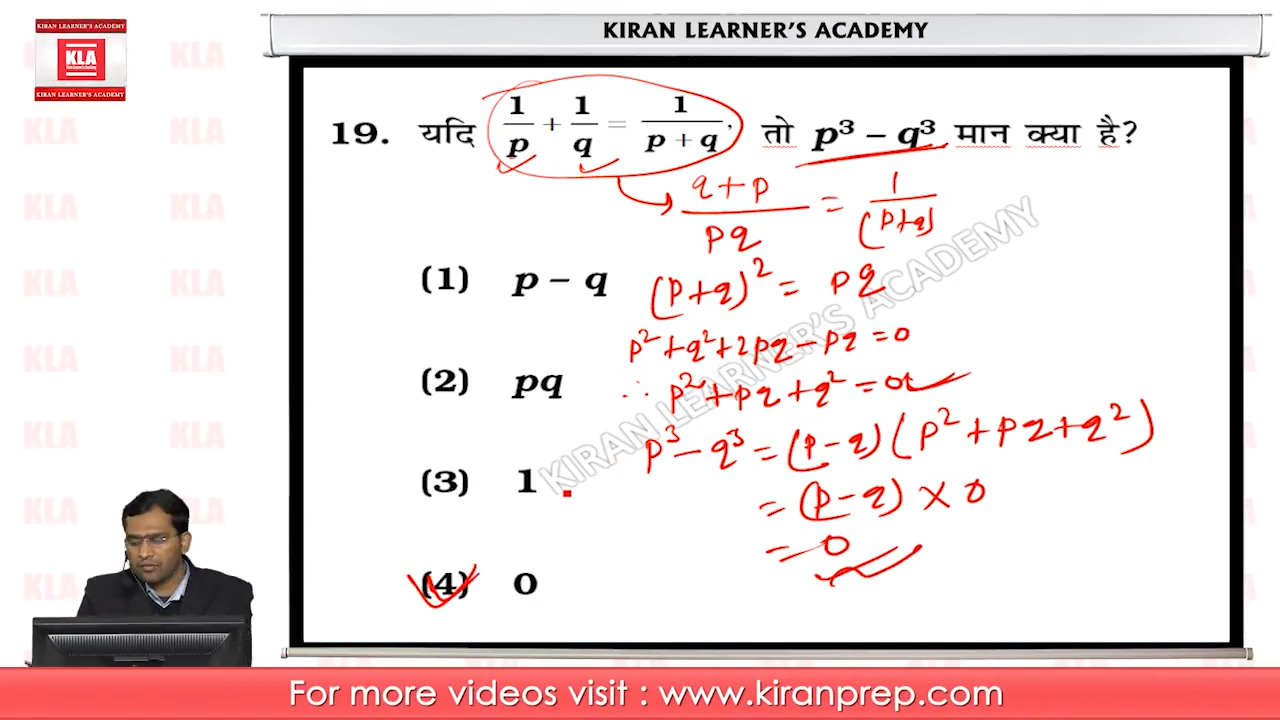 KIRAN LEARNER'S ACADEMY
KIRAN LEARNER'S ACADEMY
KLA
KIRAN LEARNER'S ACADEMY
19. यदि 1/p + 1/q = 1/(p + q), तो p³ – q³ मान क्या है?
(q+p)/pq = 1/(p+q)
(1) p – q
(p+q)² = pq
p²+q²+2pq–pq=0
(2) pq
∴ p²+pq+q²=0
p³–q³=(p–q)(p²+pq+q²)
(3) 1
=(p–q)×0
=0
(4) 0
KIRAN LEARNER'S ACADEMY
For more videos visit : www.kiranprep.com